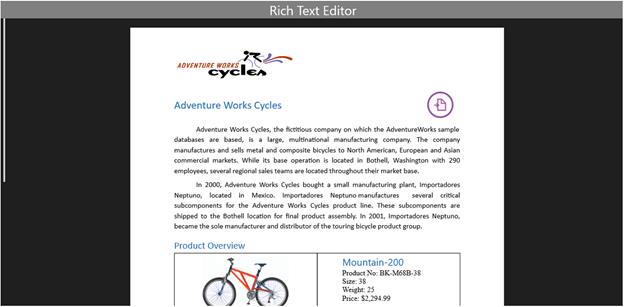 Rich Text Editor
ADVENTURE WORKS
cycles
Adventure Works Cycles
Adventure Works Cycles, the fictitious company on which the AdventureWorks sample
databases are based, is a large, multinational manufacturing company. The company
manufactures and sells metal and composite bicycles to North American, European and Asian
commercial markets. While its base operation is located in Bothell, Washington with 290
employees, several regional sales teams are located throughout their market base.
In 2000, Adventure Works Cycles bought a small manufacturing plant, Importadores
Neptuno, located in Mexico. Importadores Neptuno manufactures several critical
subcomponents for the Adventure Works Cycles product line. These subcomponents are
shipped to the Bothell location for final product assembly. In 2001, Importadores Neptuno,
became the sole manufacturer and distributor of the touring bicycle product group.
Product Overview
Mountain-200
Product No: BK-M68B-38
Size: 38
Weight: 25
Price: $2,294.99